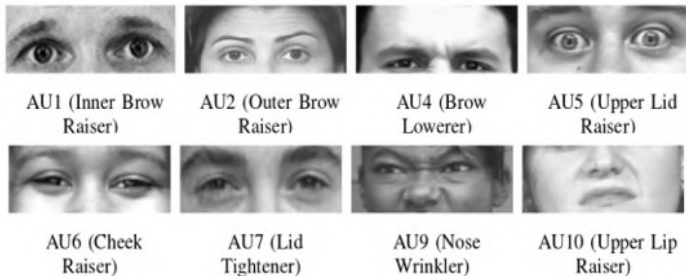 AU1 (Inner Brow Raiser)
AU2 (Outer Brow Raiser)
AU4 (Brow Lowerer)
AU5 (Upper Lid Raiser)
AU6 (Cheek Raiser)
AU7 (Lid Tightener)
AU9 (Nose Wrinkler)
AU10 (Upper Lip Raiser)